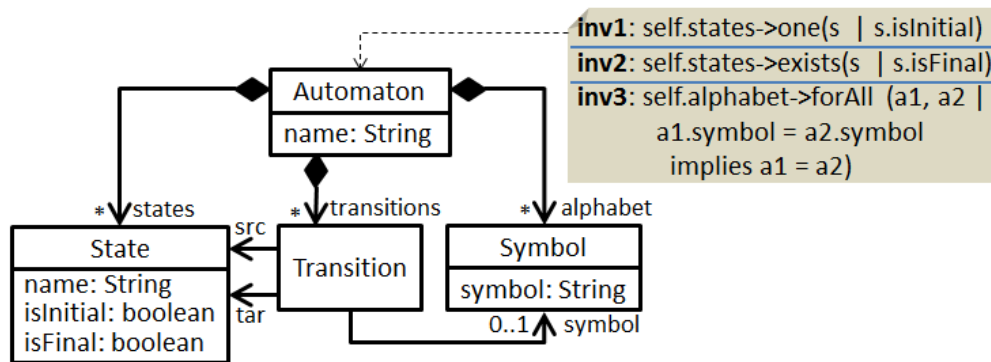 inv1: self.states->one(s | s.isInitial)
inv2: self.states->exists(s | s.isFinal)
inv3: self.alphabet->forAll (a1, a2 |
a1.symbol = a2.symbol
implies a1 = a2)
Automaton
name: String
* states
* transitions
* alphabet
State
name: String
isInitial: boolean
isFinal: boolean
src
tar
Transition
Symbol
symbol: String
0..1 symbol